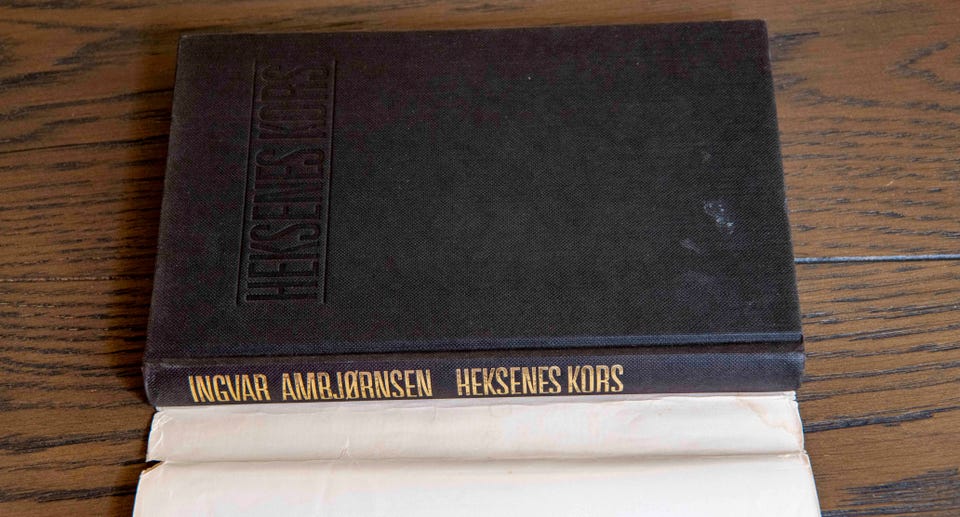 HEKSENES KORS
INGVAR AMBJØRNSEN HEKSENES KORS